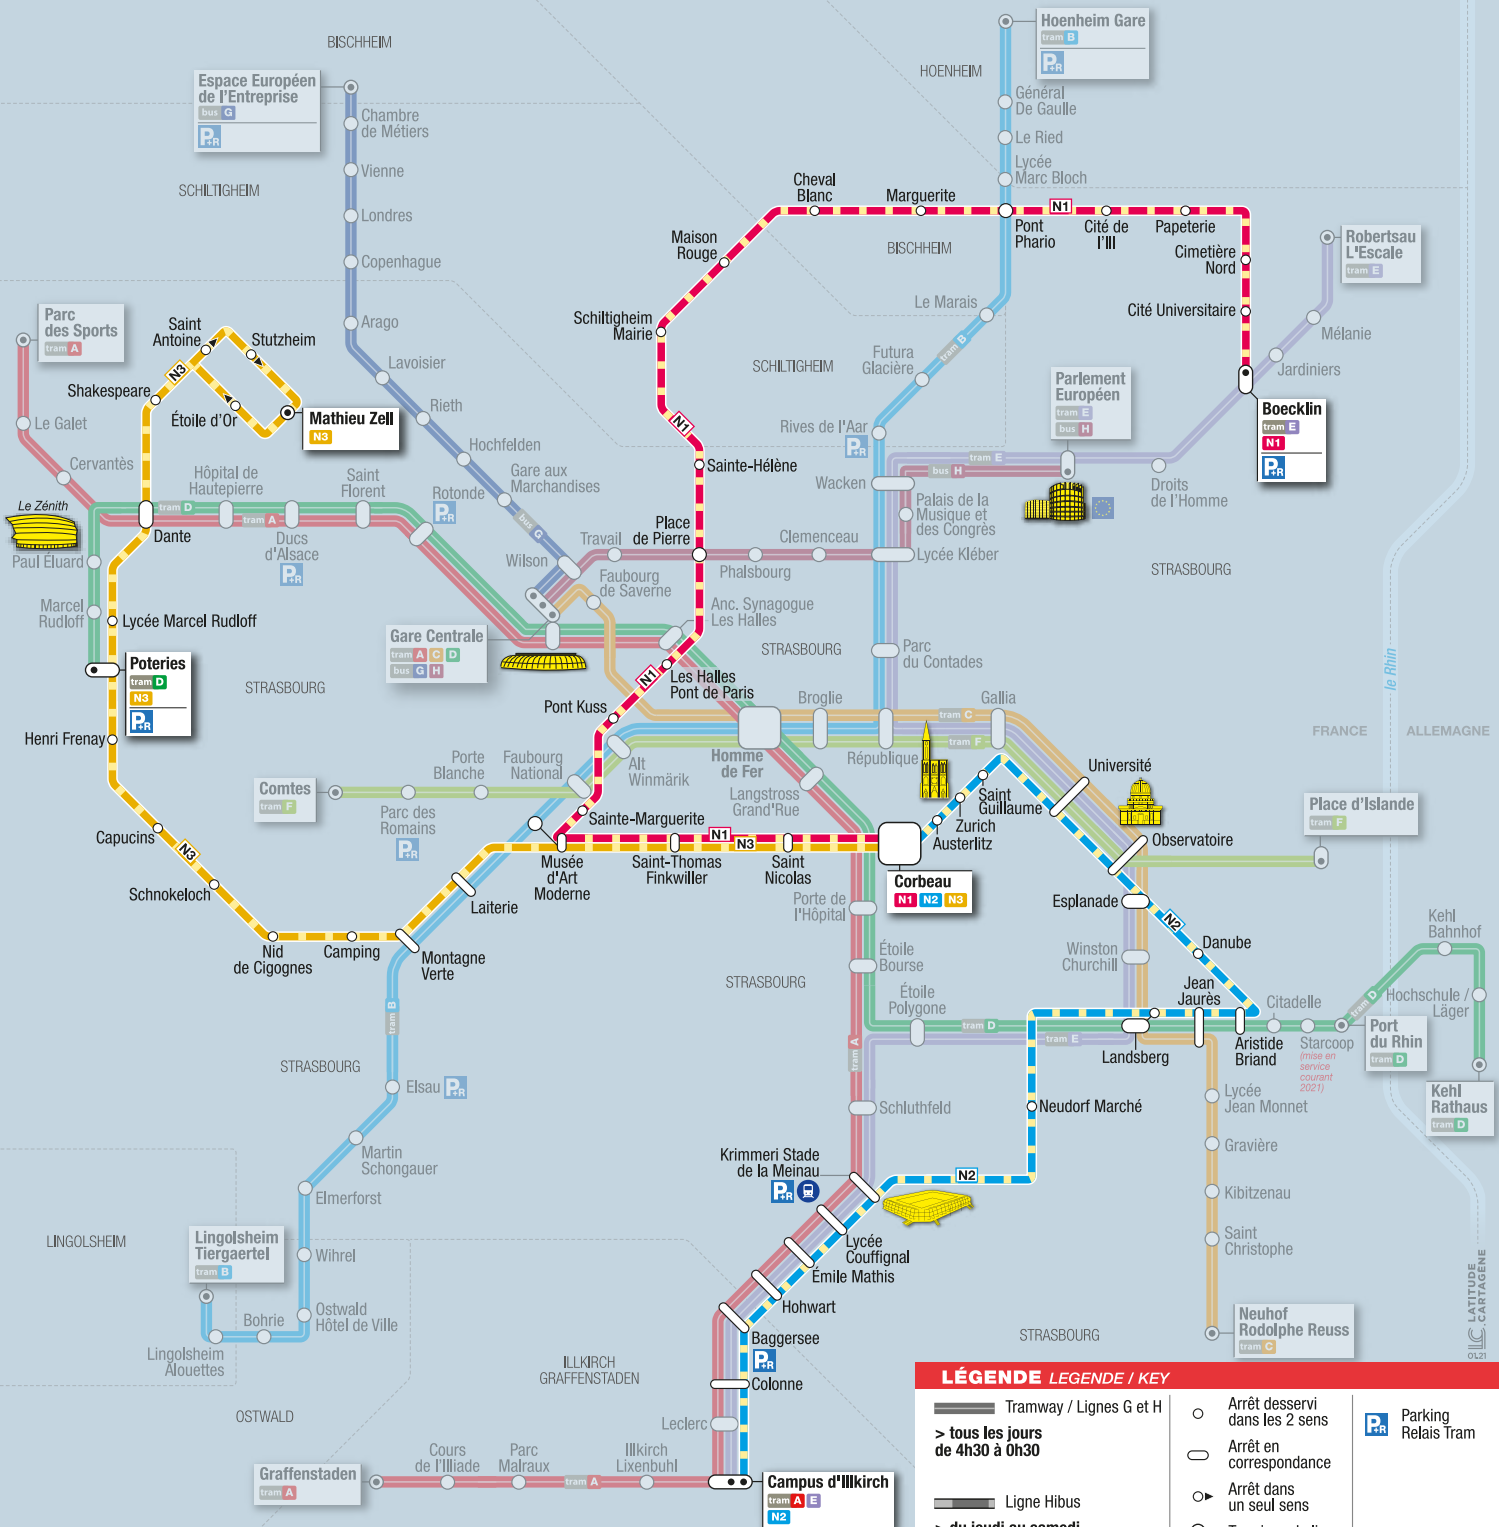 BISCHHEIM
Hoenheim Gare
tram B
P+R
HOENHEIM
Espace Européen
de l'Entreprise
bus G
P+R
Général
De Gaulle
Chambre
de Métiers
Le Ried
Lycée
Marc Bloch
Vienne
SCHILTIGHEIM
Cheval
Blanc
Marguerite
N1
Londres
Pont
Phario
Cité de
l'Ill
Papeterie
Maison
Rouge
BISCHHEIM
Cimetière
Nord
Robertsau
L'Escale
tram E
Copenhague
Le Marais
Cité Universitaire
Parc
des Sports
tram A
Saint
Antoine
Stutzheim
Arago
Schiltigheim
Mairie
Mélanie
tram B
Futura
Glacière
SCHILTIGHEIM
Lavoisier
Jardiniers
N3
Shakespeare
Parlement
Européen
tram E
bus H
Étoile d'Or
Mathieu Zell
N3
Rieth
N1
Boecklin
tram E
N1
P+R
Le Galet
Rives de l'Aar
P+R
Hochfelden
Cervantès
Sainte-Hélène
tram E
bus H
Hôpital de
Hautepierre
Saint
Florent
Gare aux
Marchandises
Rotonde
P+R
Wacken
Droits
de l'Homme
Le Zénith
tram D
tram A
bus G
Palais de la
Musique et
des Congrès
Dante
Ducs
d'Alsace
P+R
Place
de Pierre
Travail
Clemenceau
Lycée Kléber
Paul Éluard
Wilson
Phalsbourg
Faubourg
de Saverne
STRASBOURG
Marcel
Rudloff
Lycée Marcel Rudloff
Anc. Synagogue
Les Halles
Gare Centrale
tram A C D
bus G H
STRASBOURG
Parc
du Contades
Poteries
tram D
N3
P+R
STRASBOURG
N1
Les Halles
Pont de Paris
le Rhin
Pont Kuss
Broglie
Gallia
tram C
tram F
FRANCE
ALLEMAGNE
Henri Frenay
Porte
Blanche
Faubourg
National
Alt
Winmärik
Homme
de Fer
République
Université
Comtes
tram F
Langstross
Grand'Rue
Saint
Guillaume
Place d'Islande
tram F
Parc des
Romains
P+R
Sainte-Marguerite
Zurich
Austerlitz
Observatoire
Capucins
N3
N1
N3
Musée
d'Art
Moderne
Saint-Thomas
Finkwiller
Saint
Nicolas
Corbeau
N1 N2 N3
Schnokeloch
Laiterie
Porte de
l'Hôpital
Esplanade
N2
Kehl
Bahnhof
Nid
de Cigognes
Camping
Montagne
Verte
Étoile
Bourse
Winston
Churchill
Danube
STRASBOURG
Jean
Jaurès
tram B
Étoile
Polygone
Citadelle
tram D
Hochschule /
Läger
tram D
tram E
tram A
Landsberg
Aristide
Briand
Starcoop
(mise en
service
courant
2021)
Port
du Rhin
tram D
STRASBOURG
Elsau
P+R
Kehl
Rathaus
tram D
Schluthfeld
Neudorf Marché
Lycée
Jean Monnet
Martin
Schongauer
Gravière
Krimmeri Stade
de la Meinau
P+R
N2
Elmerforst
Kibitzenau
LINGOLSHEIM
Lingolsheim
Tiergaertel
tram B
Wihrel
Lycée
Couffignal
Saint
Christophe
Émile Mathis
Hohwart
Ostwald
Hôtel de Ville
Bohrie
Lingolsheim
Alouettes
Baggersee
P+R
STRASBOURG
Neuhof
Rodolphe Reuss
tram C
LATITUDE
CARTAGÈNE
01.21
ILLKIRCH
GRAFFENSTADEN
Colonne
OSTWALD
Leclerc
Cours
de l'Illiade
Parc
Malraux
Illkirch
Lixenbuhl
tram A
Graffenstaden
tram A
Campus d'Illkirch
tram A E
N2
LÉGENDE LEGENDE / KEY
Tramway / Lignes G et H
> tous les jours
de 4h30 à 0h30
Ligne Hibus
Arrêt desservi
dans les 2 sens
Arrêt en
correspondance
Arrêt dans
un seul sens
P+R
Parking
Relais Tram